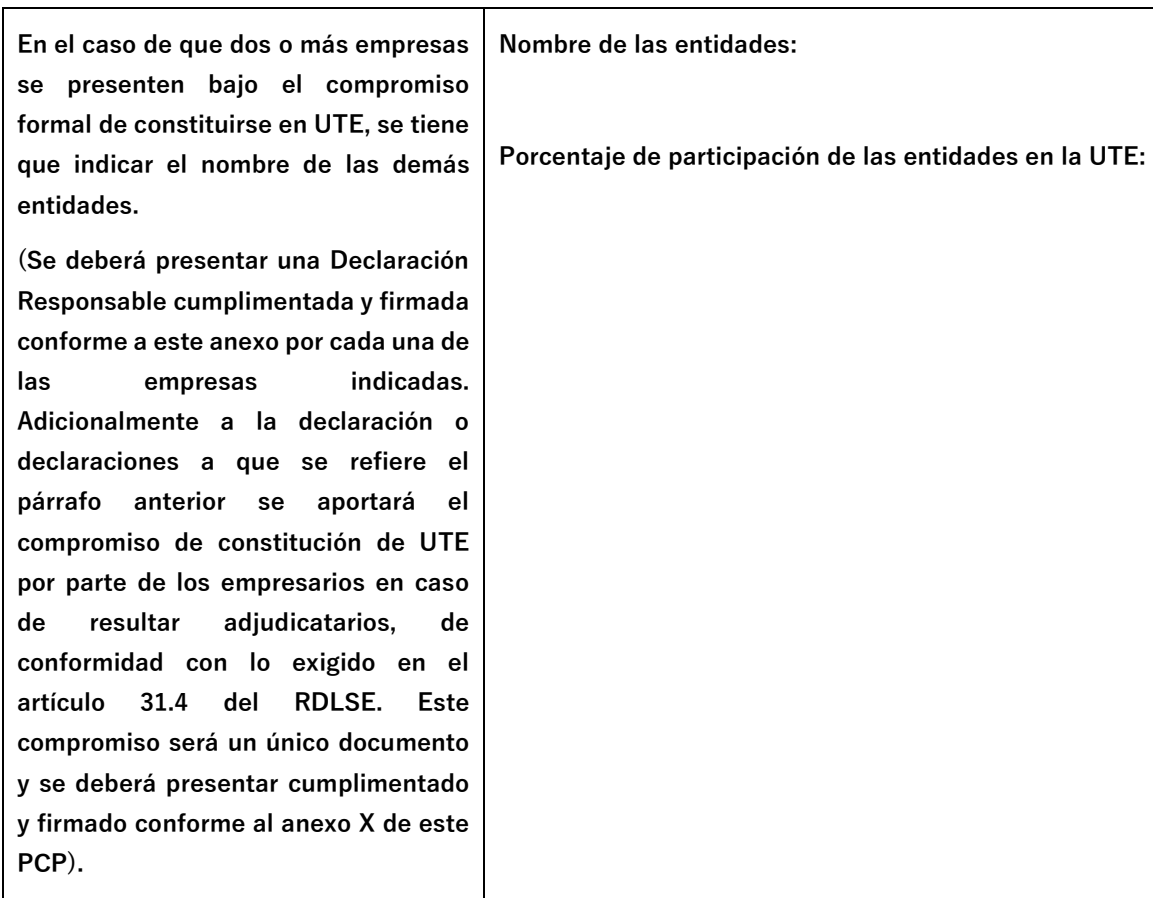 En el caso de que dos o más empresas
se presenten bajo el compromiso
formal de constituirse en UTE, se tiene
que indicar el nombre de las demás
entidades.
(Se deberá presentar una Declaración
Responsable cumplimentada y firmada
conforme a este anexo por cada una de
las empresas indicadas.
Adicionalmente a la declaración o
declaraciones a que se refiere el
párrafo anterior se aportará el
compromiso de constitución de UTE
por parte de los empresarios en caso
de resultar adjudicatarios, de
conformidad con lo exigido en el
artículo 31.4 del RDLSE. Este
compromiso será un único documento
y se deberá presentar cumplimentado
y firmado conforme al anexo X de este
PCP).
Nombre de las entidades:
Porcentaje de participación de las entidades en la UTE: